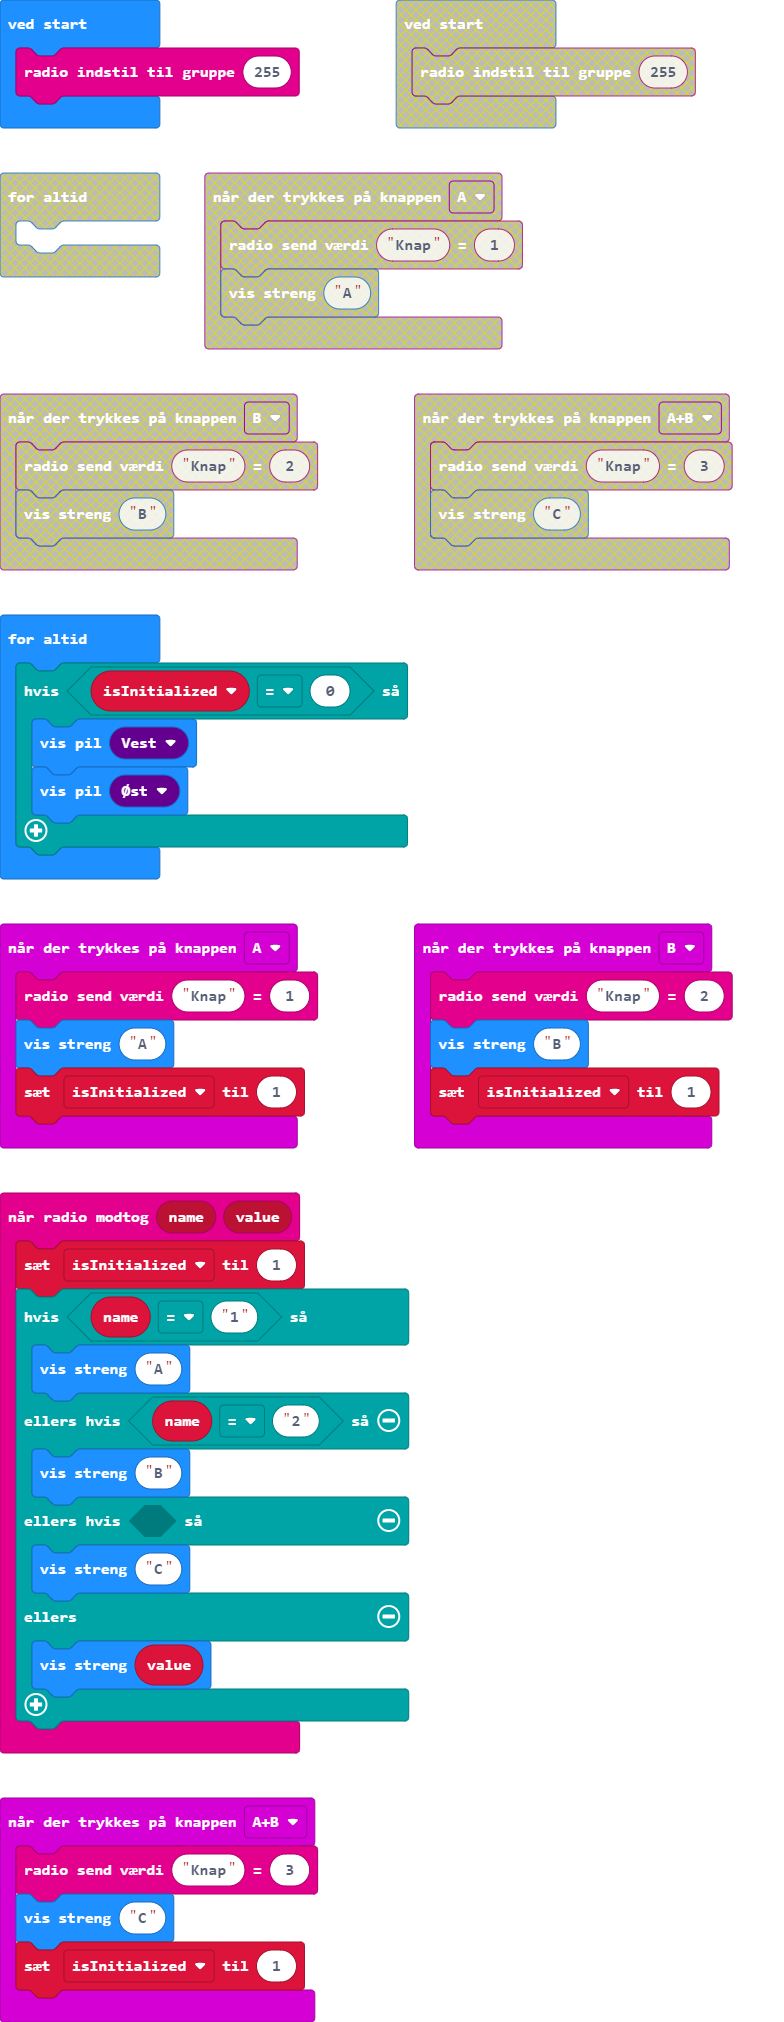 ved start
radio indstil til gruppe 255
ved start
radio indstil til gruppe 255
for altid
når der trykkes på knappen A
radio send værdi "Knap" = 1
vis streng "A"
når der trykkes på knappen B
radio send værdi "Knap" = 2
vis streng "B"
når der trykkes på knappen A+B
radio send værdi "Knap" = 3
vis streng "C"
for altid
hvis isInitialized = 0 så
vis pil Vest
vis pil Øst
når der trykkes på knappen A
radio send værdi "Knap" = 1
vis streng "A"
sæt isInitialized til 1
når der trykkes på knappen B
radio send værdi "Knap" = 2
vis streng "B"
sæt isInitialized til 1
når radio modtog name value
sæt isInitialized til 1
hvis name = "1" så
vis streng "A"
ellers hvis name = "2" så
vis streng "B"
ellers hvis så
vis streng "C"
ellers
vis streng value
når der trykkes på knappen A+B
radio send værdi "Knap" = 3
vis streng "C"
sæt isInitialized til 1